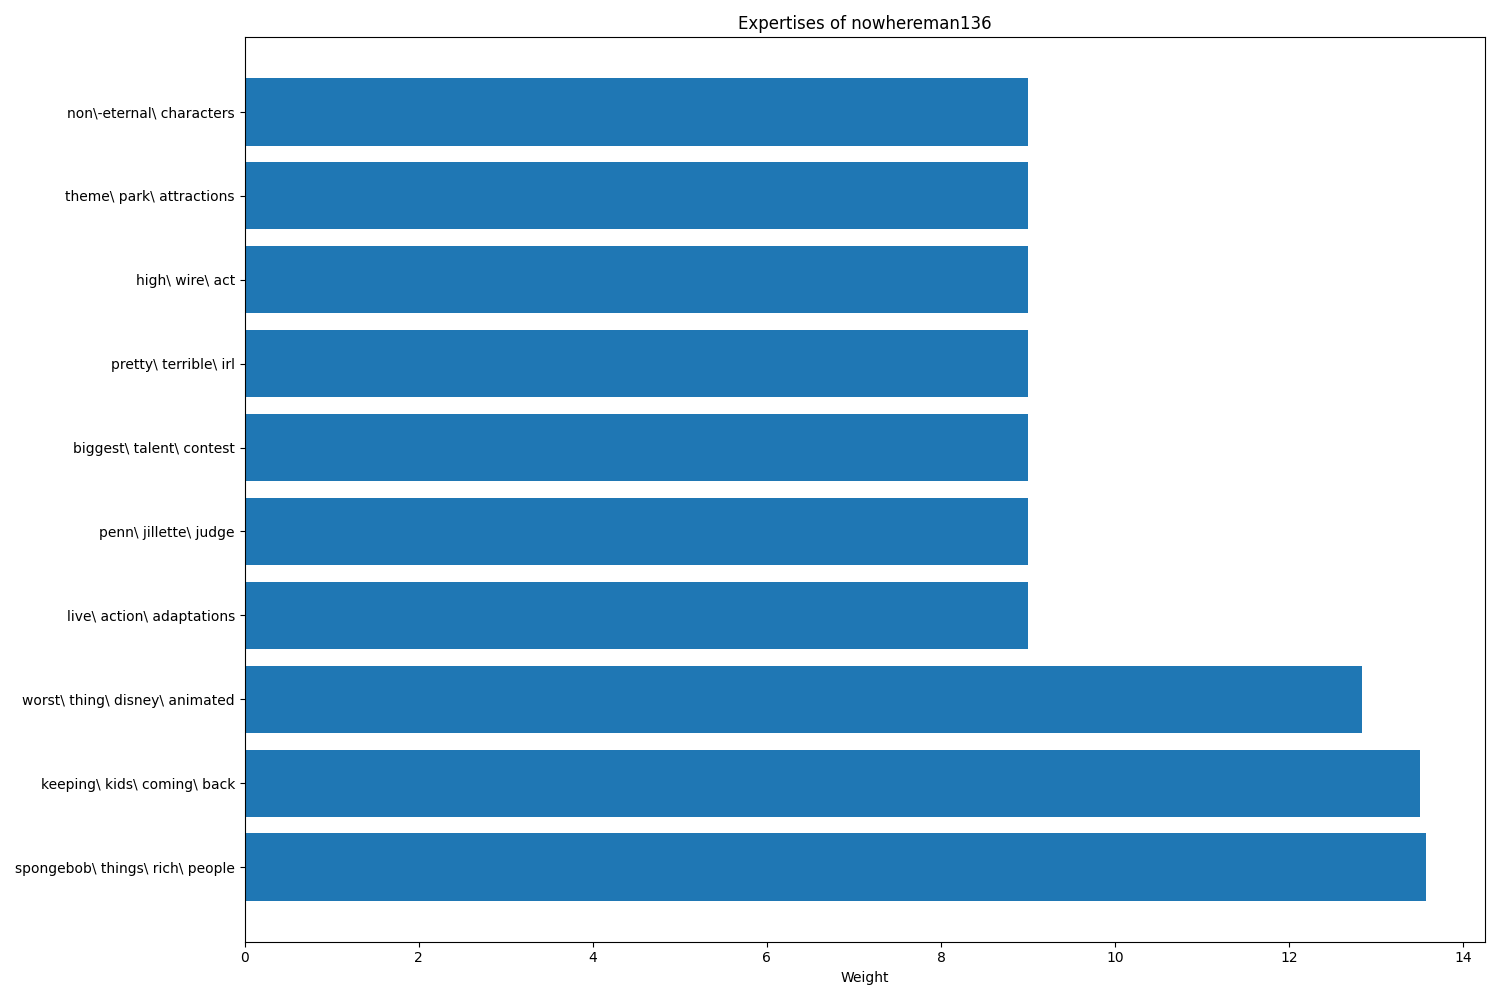 Expertises of nowhereman136
non\-eternal\ characters
theme\ park\ attractions
high\ wire\ act
pretty\ terrible\ irl
biggest\ talent\ contest
penn\ jillette\ judge
live\ action\ adaptations
worst\ thing\ disney\ animated
keeping\ kids\ coming\ back
spongebob\ things\ rich\ people
0 2 4 6 8 10 12 14
Weight